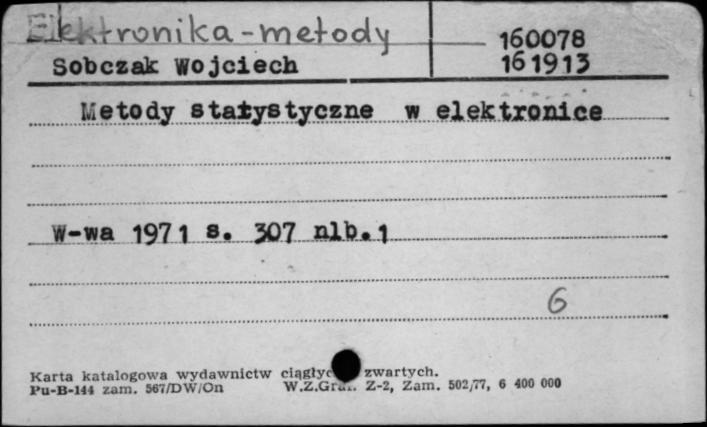 Elektronika-metody
160078
Sobczak Wojciech
161913
Metody statystyczne w elektronice
W-wa 1971 s. 307 nlb.1
6
Karta katalogowa wydawnictw zwartych.
Pu-B-144 zam. 567/DW/On W.Z.Graf. Z-2, Zam. 502/77, 6 400 000